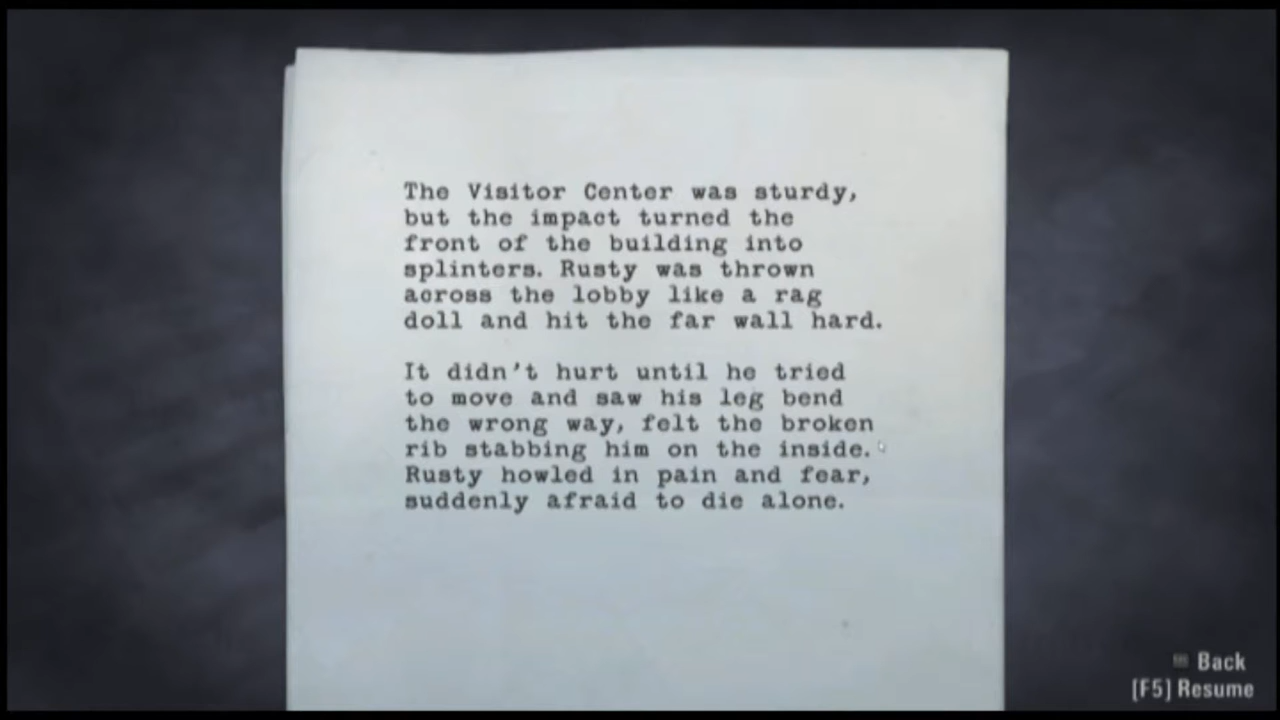 The Visitor Center was sturdy,
but the impact turned the
front of the building into
splinters. Rusty was thrown
across the lobby like a rag
doll and hit the far wall hard.
It didn't hurt until he tried
to move and saw his leg bend
the wrong way, felt the broken
rib stabbing him on the inside.
Rusty howled in pain and fear,
suddenly afraid to die alone.
Back
[F5] Resume